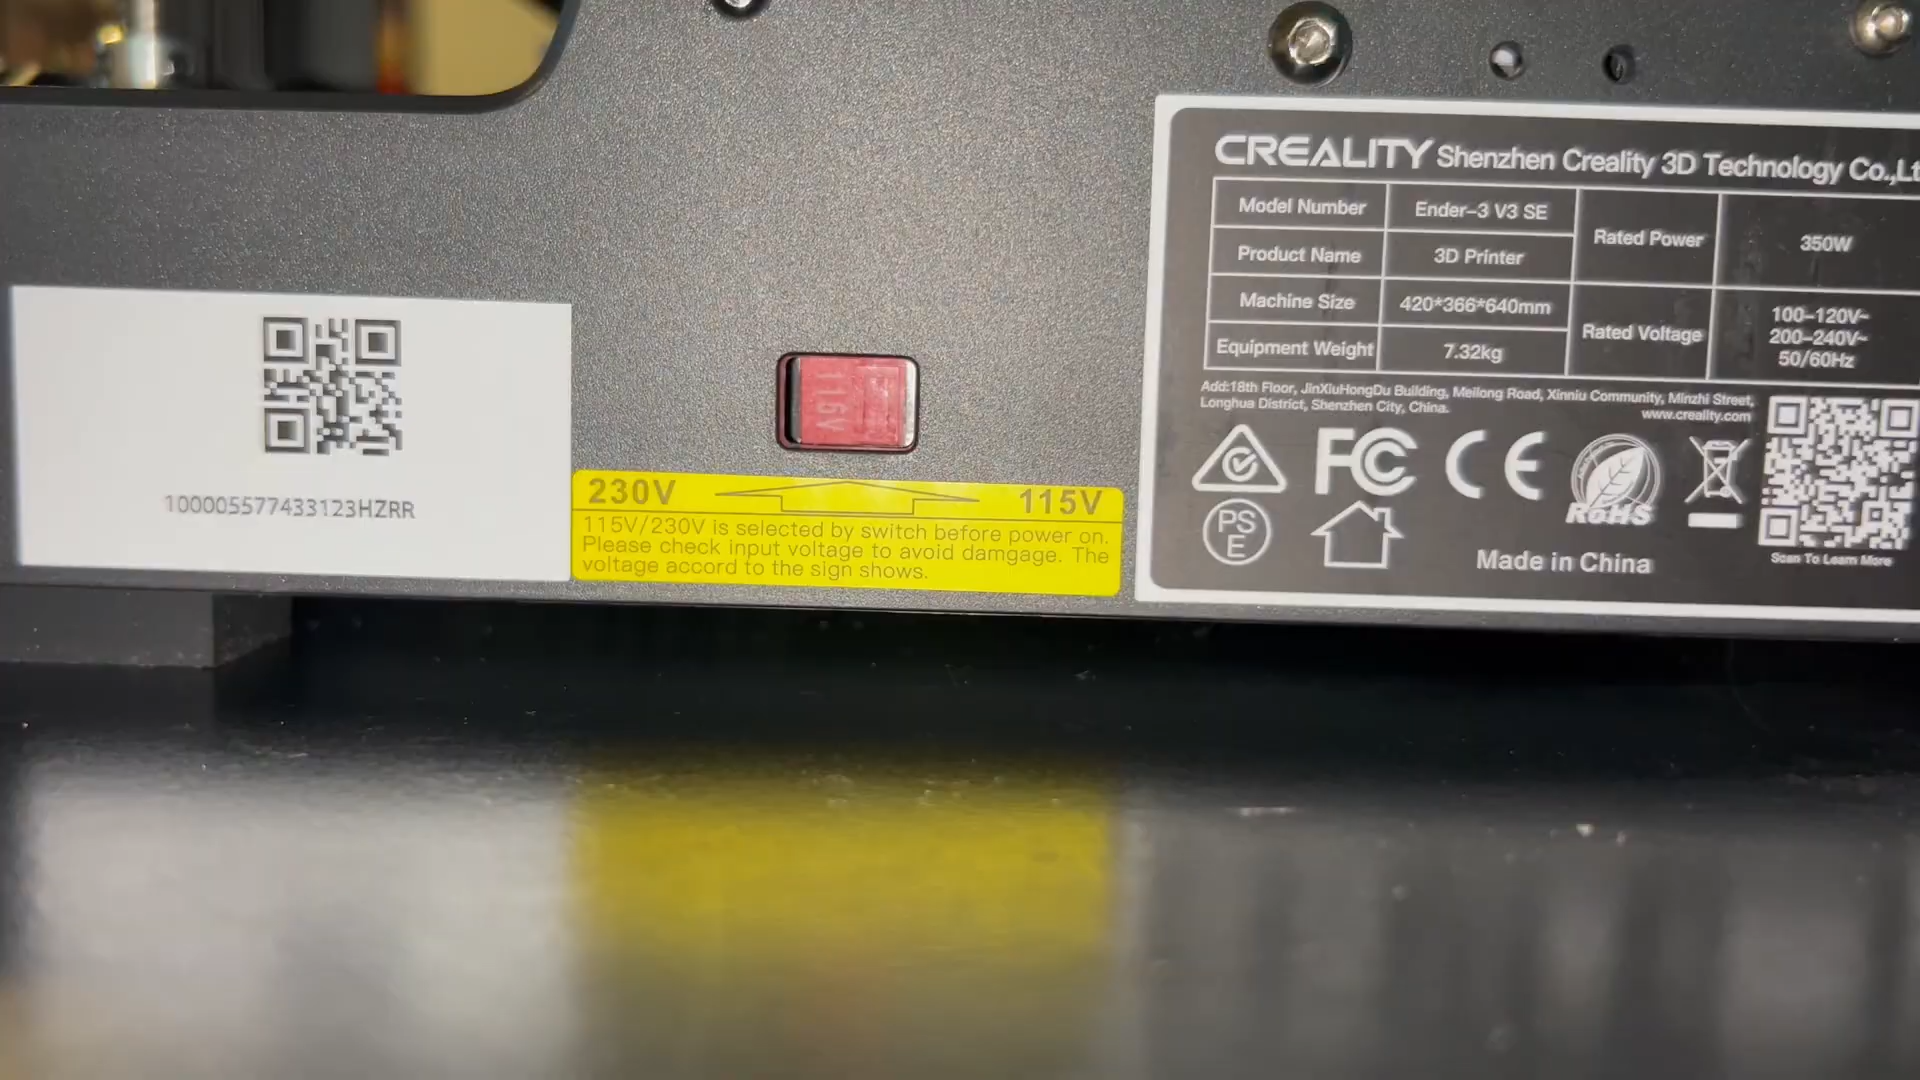 100005577433123HZRR
115V
230V 115V
115V/230V is selected by switch before power on.
Please check input voltage to avoid damgage. The
voltage accord to the sign shows.
CREALITY Shenzhen Creality 3D Technology Co.,Lt
Model Number Ender-3 V3 SE
Product Name 3D Printer
Machine Size 420*366*640mm
Equipment Weight 7.32kg
Rated Power 350W
Rated Voltage 100-120V~
200-240V~
50/60Hz
Add:18th Floor, JinXiuHongDu Building, Meilong Road, Xinniu Community, Minzhi Street,
Longhua District, Shenzhen City, China.
www.creality.com
FC CE RoHS
PS
E
Made in China
Scan To Learn More